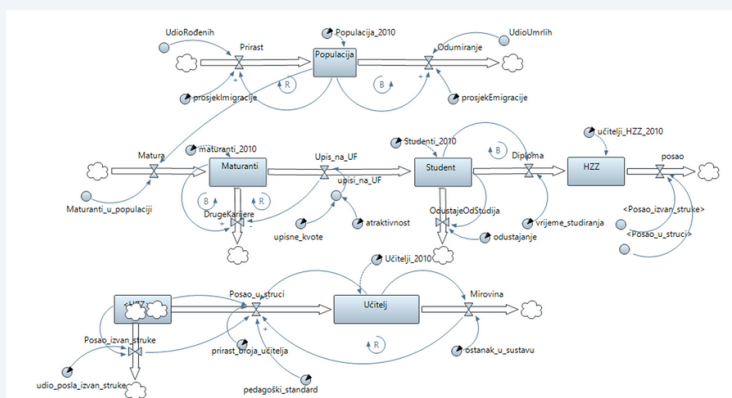 UdioRođenih
Populacija_2010
UdioUmrlih
Prirast
Populacija
Odumiranje
R
B
prosjekImigracije
prosjekEmigracije
Matura
maturanti_2010
Maturanti
Upis_na_UF
Studenti_2010
Student
B
Diploma
učitelji_HZZ_2010
HZZ
posao
upisi_na_UF
Maturanti_u_populaciji
B
R
DrugeKarijere
upisne_kvote
atraktivnost
OdustajeOdStudija
odustajanje
vrijeme_studiranja
<Posao_izvan_struke>
<Posao_u_struci>
Učitelji_2010
Posao_u_struci
Učitelj
Mirovina
Posao_izvan_struke
R
prirast_broja_učitelja
ostanak_u_sustavu
udio_posla_izvan_struke
pedagoški_standard